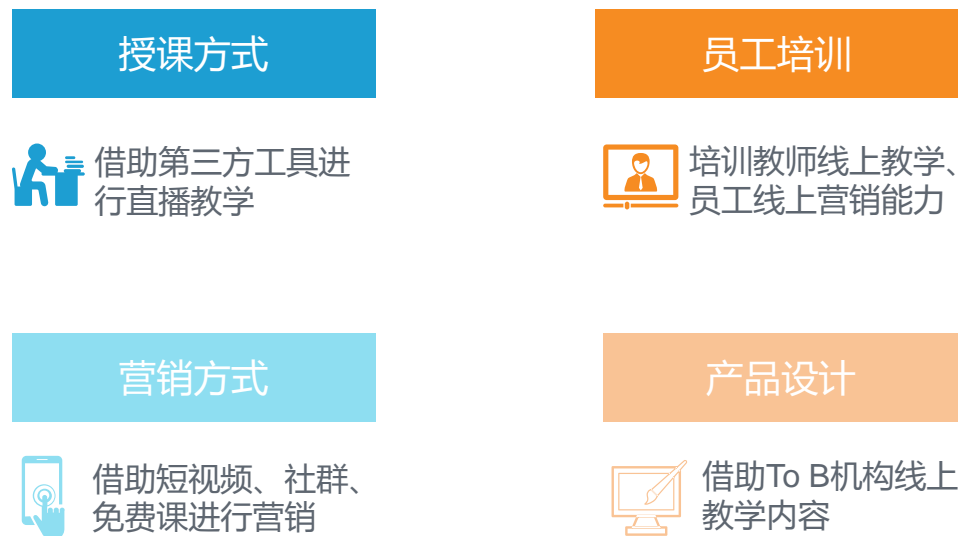 授课方式
借助第三方工具进
行直播教学
员工培训
培训教师线上教学、
员工线上营销能力
营销方式
借助短视频、社群、
免费课进行营销
产品设计
借助To B机构线上
教学内容